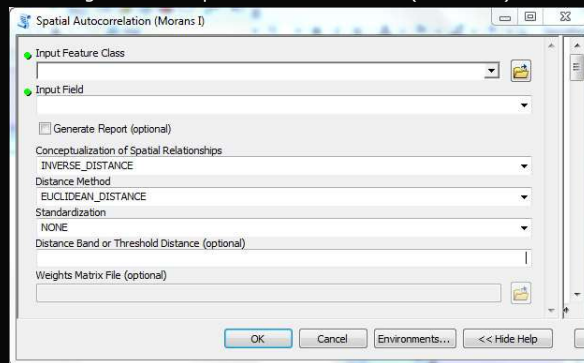 Spatial Autocorrelation (Morans I)
Input Feature Class
Input Field
Generate Report (optional)
Conceptualization of Spatial Relationships
INVERSE_DISTANCE
Distance Method
EUCLIDEAN_DISTANCE
Standardization
NONE
Distance Band or Threshold Distance (optional)
Weights Matrix File (optional)
OK Cancel Environments... << Hide Help